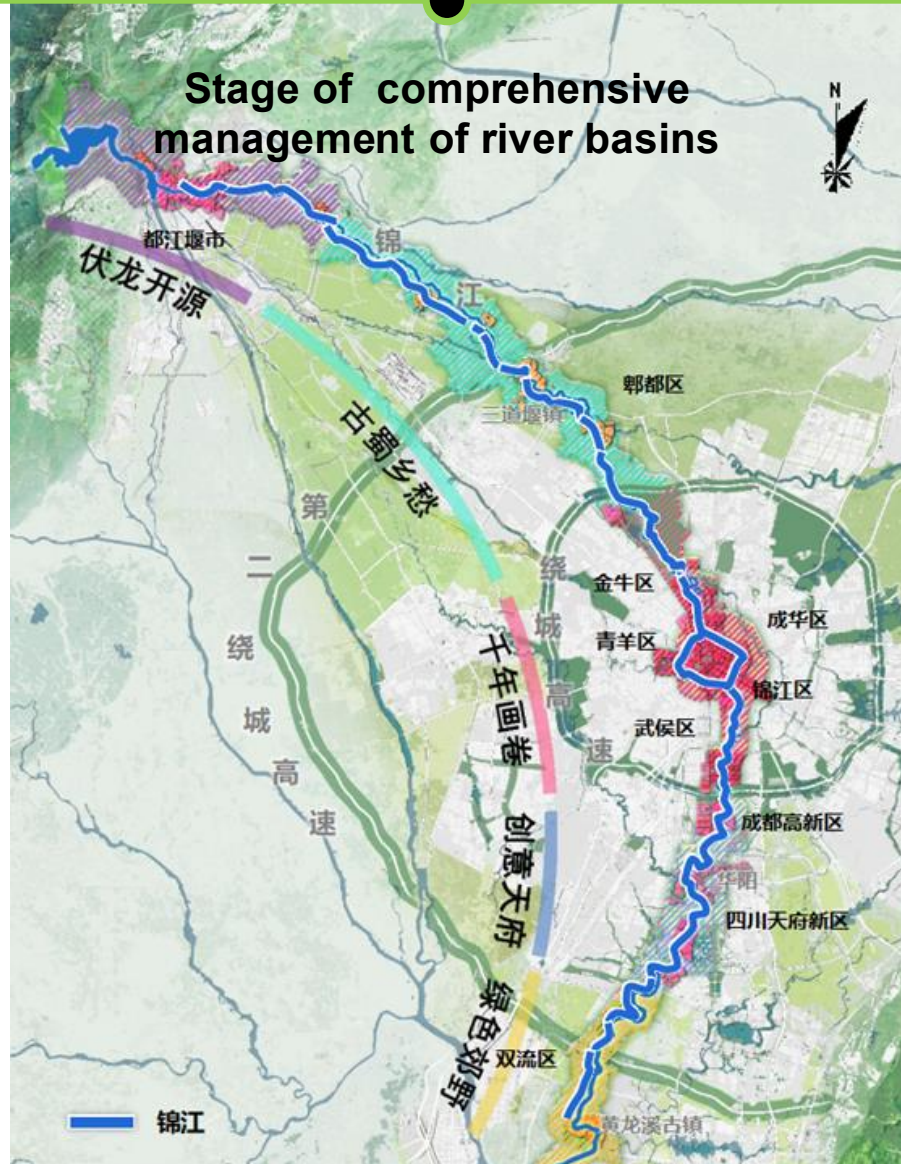 Stage of comprehensive
management of river basins
N
都江堰市
伏龙开源
锦江
郫都区
三道堰镇
古蜀乡愁
第二绕城高速
绕城高速
金牛区
成华区
青羊区
千年画卷
锦江区
武侯区
创意天府
成都高新区
华阳
四川天府新区
绿色郊野
双流区
黄龙溪古镇
锦江